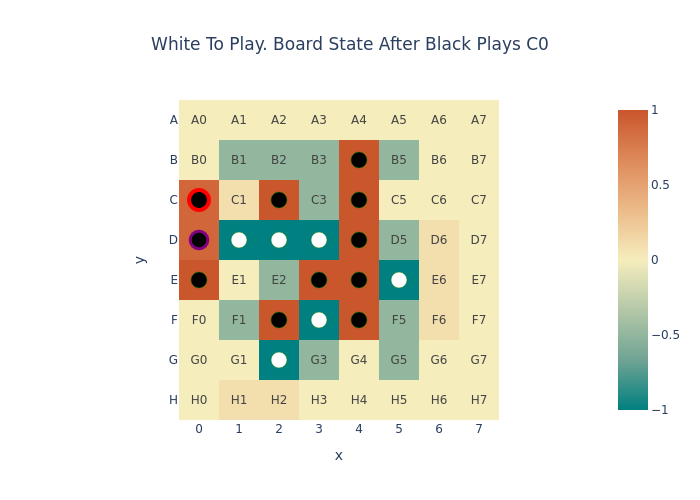 White To Play. Board State After Black Plays C0
A A0 A1 A2 A3 A4 A5 A6 A7
B B0 B1 B2 B3 B5 B6 B7
C C1 C3 C5 C6 C7
D D5 D6 D7
E E1 E2 E6 E7
F F0 F1 F5 F6 F7
G G0 G1 G3 G4 G5 G6 G7
H H0 H1 H2 H3 H4 H5 H6 H7
0 1 2 3 4 5 6 7
x
y
1
0.5
0
−0.5
−1